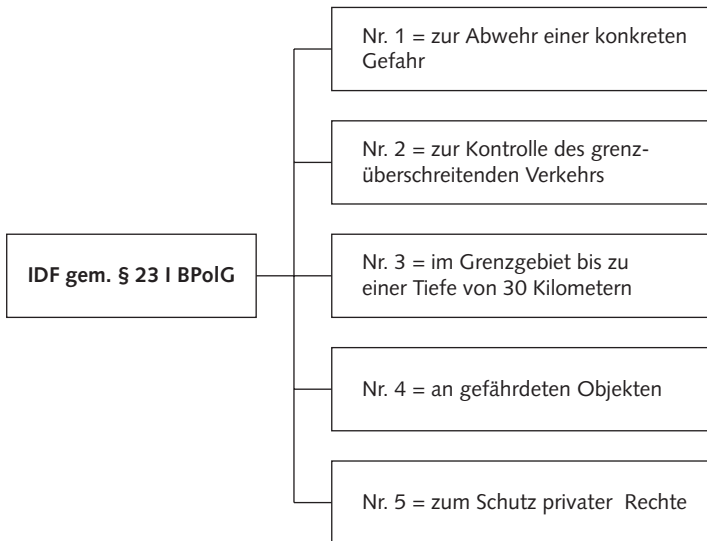 Nr. 1 = zur Abwehr einer konkreten
Gefahr
Nr. 2 = zur Kontrolle des grenz-
überschreitenden Verkehrs
IDF gem. § 23 I BPolG
Nr. 3 = im Grenzgebiet bis zu
einer Tiefe von 30 Kilometern
Nr. 4 = an gefährdeten Objekten
Nr. 5 = zum Schutz privater Rechte